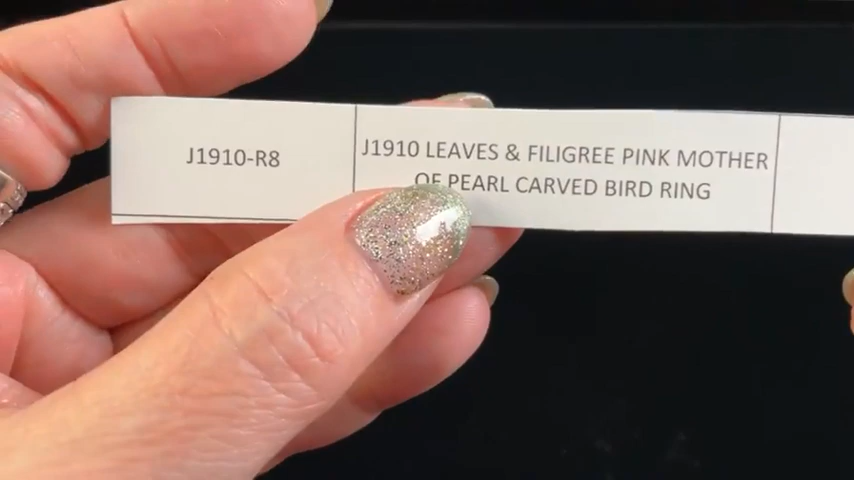 J1910-R8
J1910 LEAVES & FILIGREE PINK MOTHER
OF PEARL CARVED BIRD RING